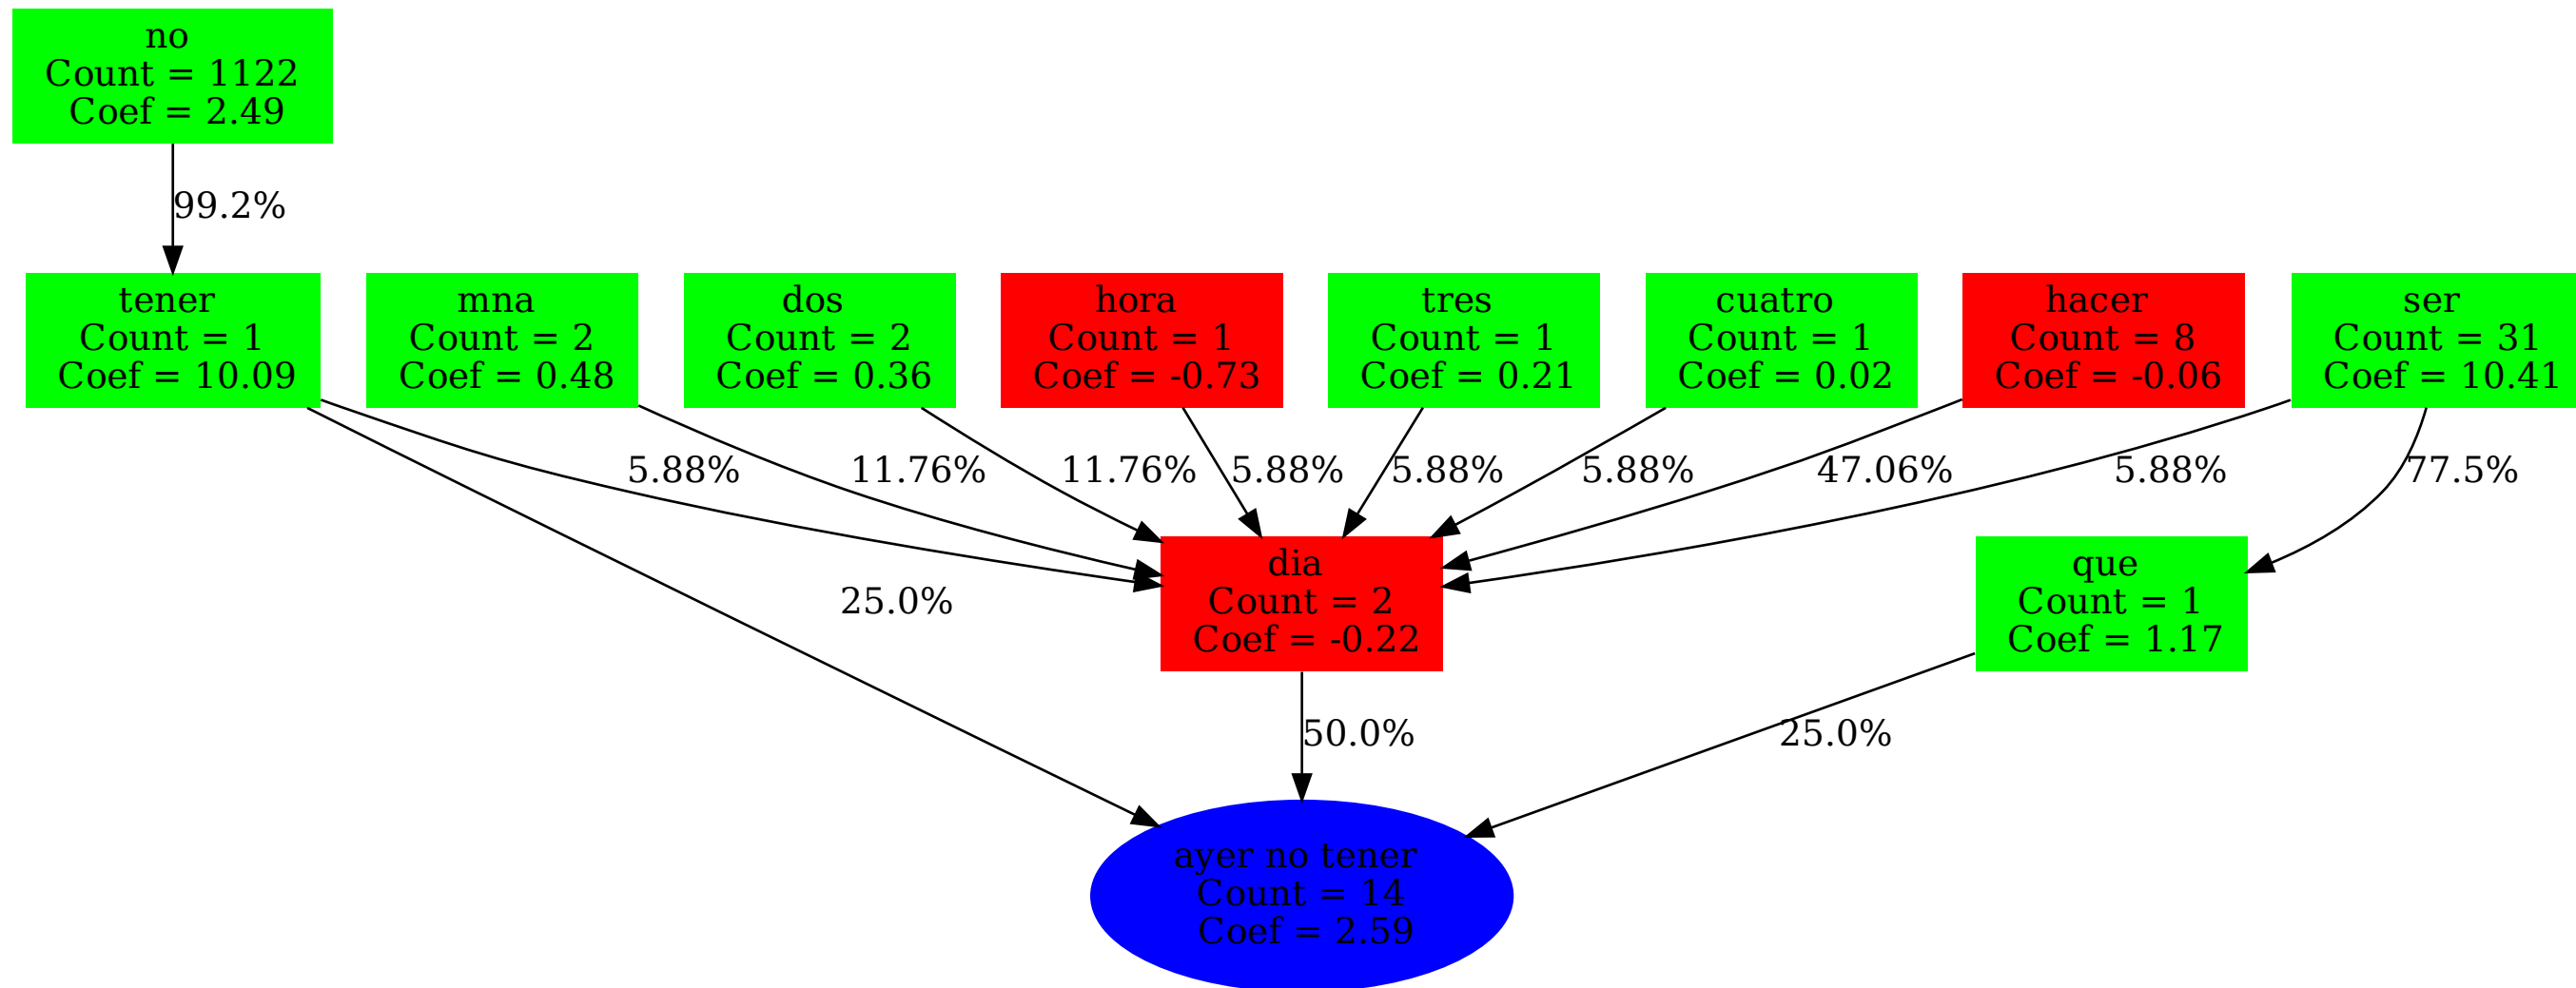 no
Count = 1122
Coef = 2.49
99.2%
tener
Count = 1
Coef = 10.09
mna
Count = 2
Coef = 0.48
dos
Count = 2
Coef = 0.36
hora
Count = 1
Coef = -0.73
tres
Count = 1
Coef = 0.21
cuatro
Count = 1
Coef = 0.02
hacer
Count = 8
Coef = -0.06
ser
Count = 31
Coef = 10.41
5.88%
11.76%
11.76%
5.88%
5.88%
5.88%
47.06%
5.88%
77.5%
25.0%
dia
Count = 2
Coef = -0.22
que
Count = 1
Coef = 1.17
50.0%
25.0%
ayer no tener
Count = 14
Coef = 2.59